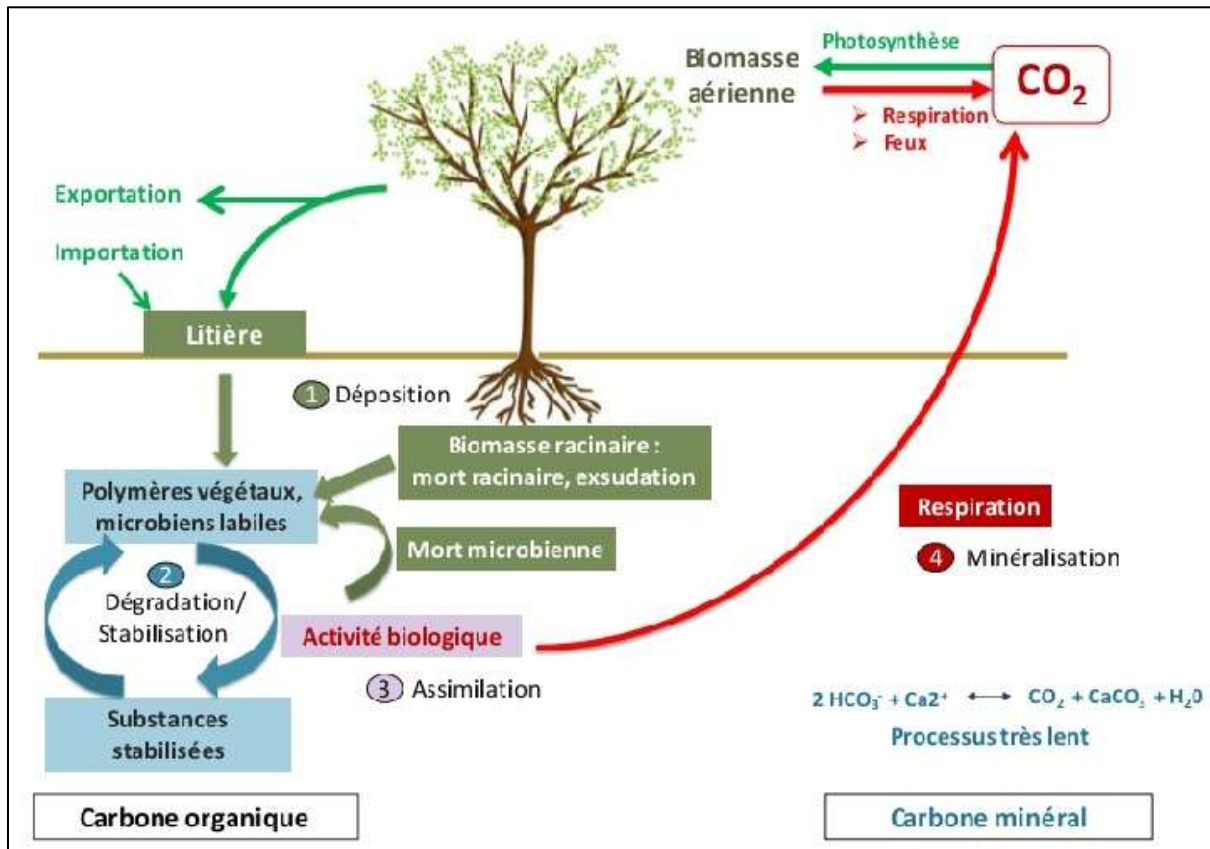 Photosynthèse
Biomasse
aérienne
CO₂
➢ Respiration
➢ Feux
Exportation
Importation
Litière
1 Déposition
Biomasse racinaire :
mort racinaire, exsudation
Polymères végétaux,
microbiens labiles
Mort microbienne
Respiration
4 Minéralisation
2
Dégradation/
Stabilisation
Activité biologique
3 Assimilation
Substances
stabilisées
2 HCO₃⁻ + Ca2⁺ ⟷ CO₂ + CaCO₃ + H₂0
Processus très lent
Carbone organique
Carbone minéral